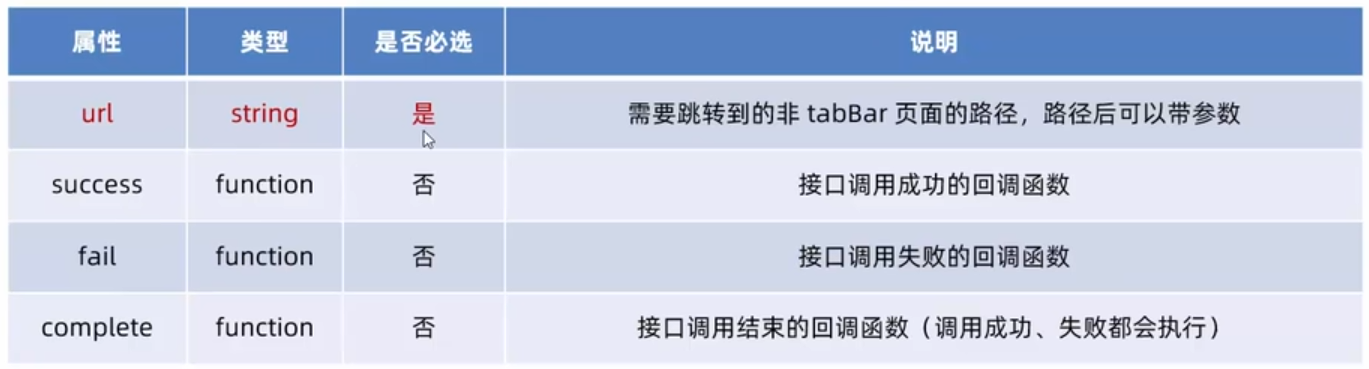 属性 类型 是否必选 说明
url string 是 需要跳转到的非 tabBar 页面的路径，路径后可以带参数
success function 否 接口调用成功的回调函数
fail function 否 接口调用失败的回调函数
complete function 否 接口调用结束的回调函数（调用成功、失败都会执行）